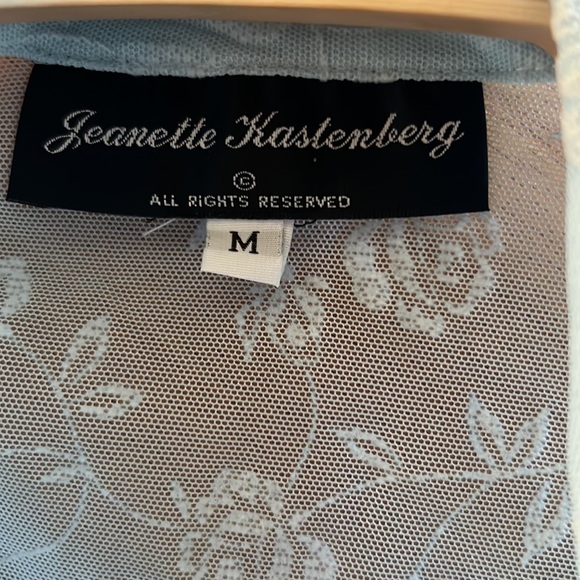 Jeanette Kastenberg
©
ALL RIGHTS RESERVED
M